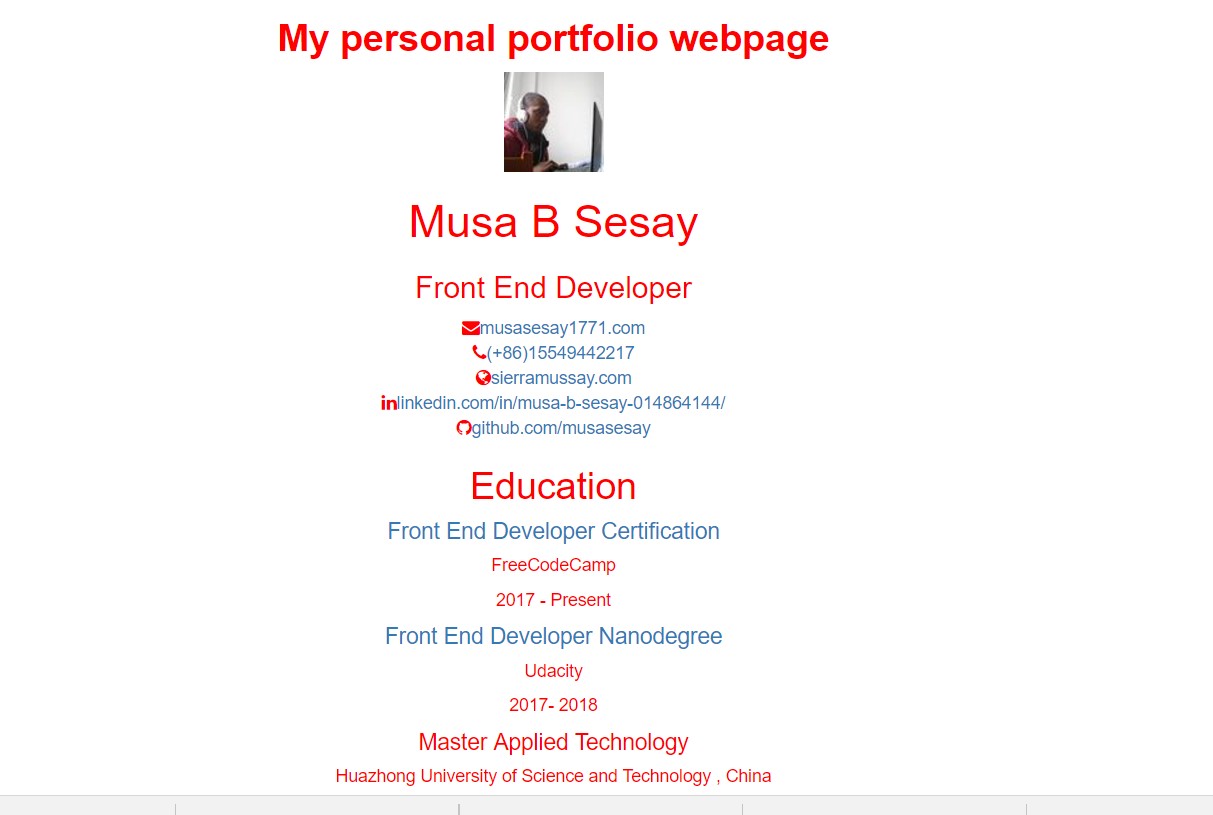 My personal portfolio webpage
Musa B Sesay
Front End Developer
musasesay1771.com
(+86)15549442217
sierramussay.com
linkedin.com/in/musa-b-sesay-014864144/
github.com/musasesay
Education
Front End Developer Certification
FreeCodeCamp
2017 - Present
Front End Developer Nanodegree
Udacity
2017- 2018
Master Applied Technology
Huazhong University of Science and Technology , China